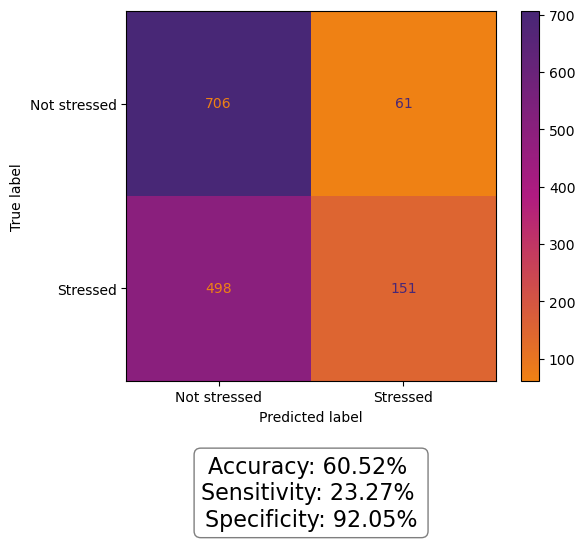 700
Not stressed
706
61
600
500
True label
400
300
Stressed
498
151
200
100
Not stressed
Stressed
Predicted label
Accuracy: 60.52%
Sensitivity: 23.27%
Specificity: 92.05%